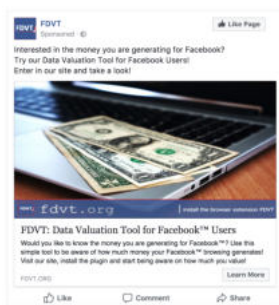 FDVT
FDVT
Sponsored ·
Like Page
Interested in the money you are generating for Facebook?
Try our Data Valuation Tool for Facebook Users!
Enter in our site and take a look!
fdvt.org
Install the browser extension FDVT
FDVT: Data Valuation Tool for Facebook™ Users
Would you like to know the money you are generating for Facebook™? Use this
simple tool to be aware of how much money your Facebook™ browsing generates!
Visit our site, install the plugin and start being aware on how much you value!
FDVT.ORG
Learn More
Like
Comment
Share